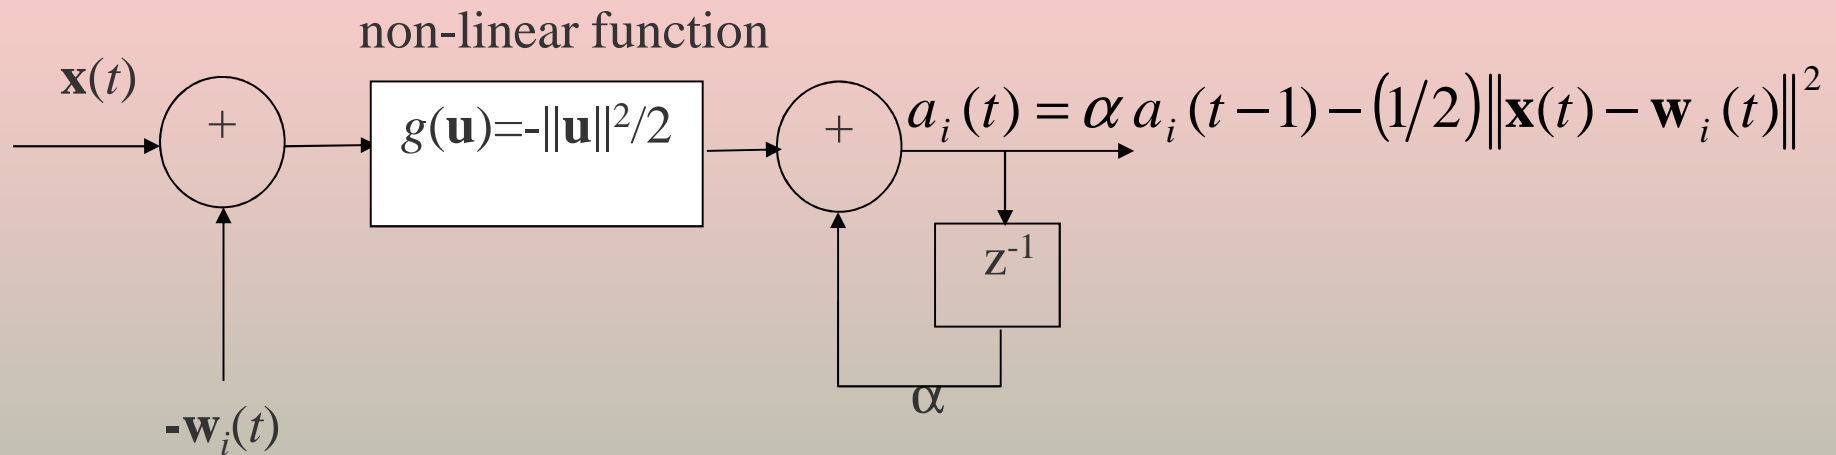 non-linear function
x(t)
+
g(u)=-||u||²/2
+
aᵢ(t) = α aᵢ(t−1) − (1/2)‖x(t) − wᵢ(t)‖²
z⁻¹
α
-wᵢ(t)